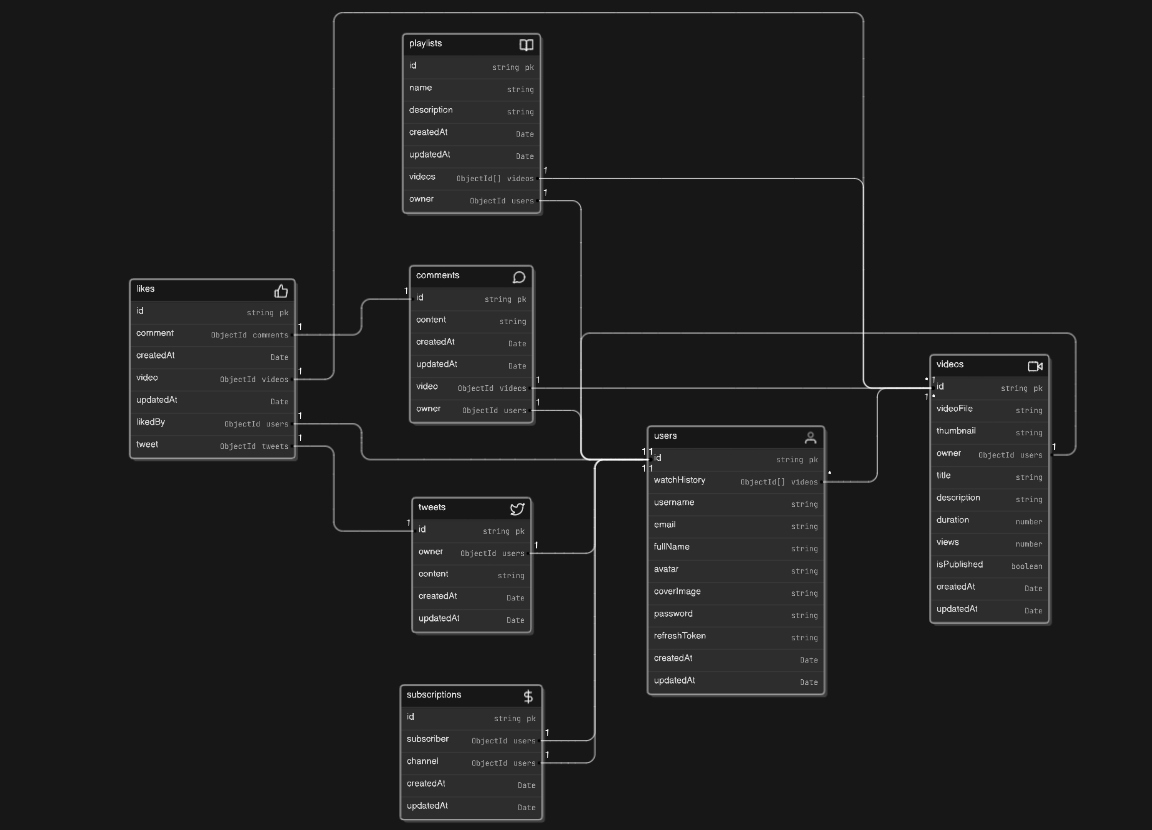 playlists
id string pk
name string
description string
createdAt Date
updatedAt Date
videos ObjectId[] videos 1
owner ObjectId users 1
likes
id string pk
comment ObjectId comments 1
createdAt Date
video ObjectId videos 1
updatedAt Date
likedBy ObjectId users 1
tweet ObjectId tweets 1
comments
1 id string pk
content string
createdAt Date
updatedAt Date
video ObjectId videos 1
owner ObjectId users 1
tweets
1 id string pk
owner ObjectId users 1
content string
createdAt Date
updatedAt Date
subscriptions
id string pk
subscriber ObjectId users 1
channel ObjectId users 1
createdAt Date
updatedAt Date
users
1 1
id string pk
1 1
watchHistory ObjectId[] videos *
username string
email string
fullName string
avatar string
coverImage string
password string
refreshToken string
createdAt Date
updatedAt Date
videos
* 1
id string pk
1 *
videoFile string
thumbnail string
owner ObjectId users 1
title string
description string
duration number
views number
isPublished boolean
createdAt Date
updatedAt Date